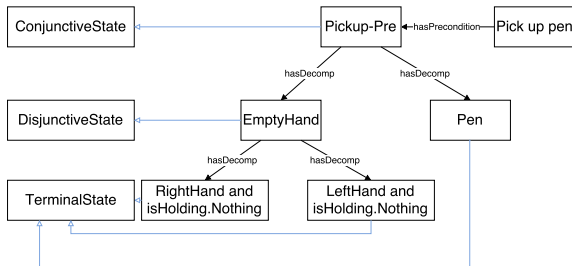 ConjunctiveState
Pickup-Pre
hasPrecondition
Pick up pen
hasDecomp
hasDecomp
DisjunctiveState
EmptyHand
Pen
hasDecomp
hasDecomp
TerminalState
RightHand and
isHolding.Nothing
LeftHand and
isHolding.Nothing